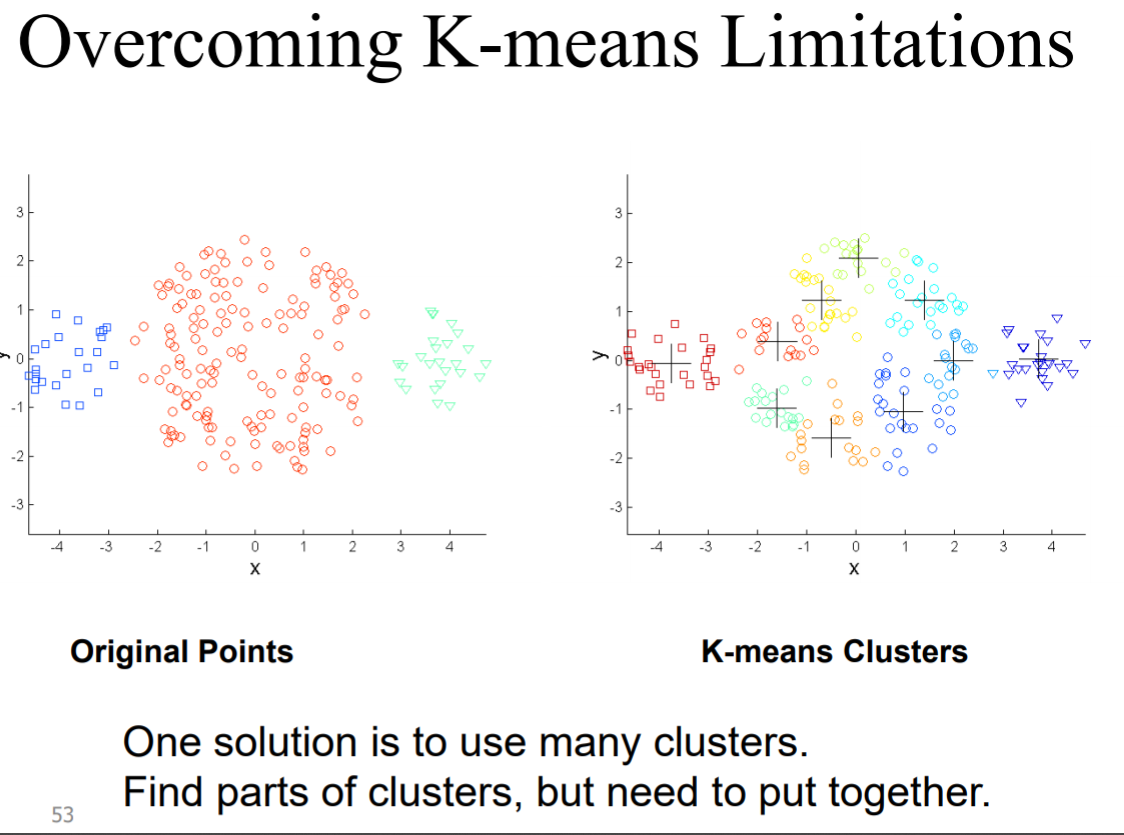 Overcoming K-means Limitations
3
2
1
y
0
-1
-2
-3
-4 -3 -2 -1 0 1 2 3 4
x
3
2
1
y
0
-1
-2
-3
-4 -3 -2 -1 0 1 2 3 4
x
Original Points
K-means Clusters
One solution is to use many clusters.
Find parts of clusters, but need to put together.
53